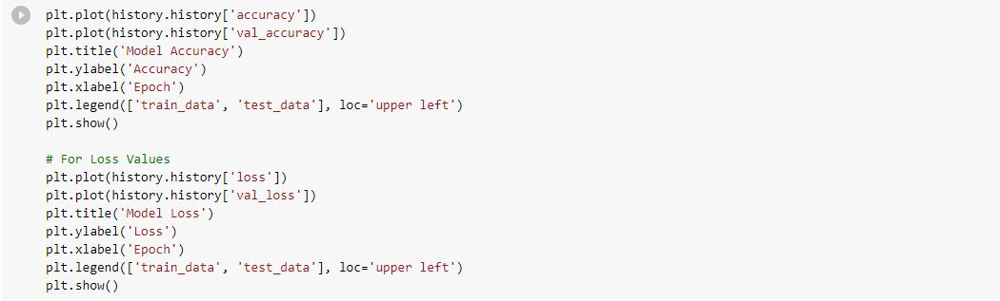 plt.plot(history.history['accuracy'])
plt.plot(history.history['val_accuracy'])
plt.title('Model Accuracy')
plt.ylabel('Accuracy')
plt.xlabel('Epoch')
plt.legend(['train_data', 'test_data'], loc='upper left')
plt.show()
# For Loss Values
plt.plot(history.history['loss'])
plt.plot(history.history['val_loss'])
plt.title('Model Loss')
plt.ylabel('Loss')
plt.xlabel('Epoch')
plt.legend(['train_data', 'test_data'], loc='upper left')
plt.show()